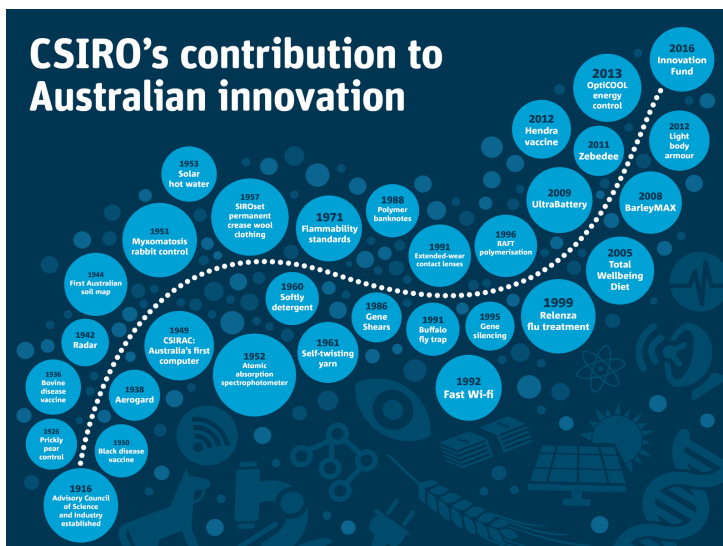 CSIRO's contribution to
Australian innovation
2016
Innovation
Fund
2013
OptiCOOL
energy
control
2012
Hendra
vaccine
2012
Light
body
armour
2011
Zebedee
1953
Solar
hot water
2009
UltraBattery
2008
BarleyMAX
1957
SIROset
permanent
crease wool
clothing
1988
Polymer
banknotes
1971
Flammability
standards
1951
Myxomatosis
rabbit control
1996
RAFT
polymerisation
1991
Extended-wear
contact lenses
2005
Total
Wellbeing
Diet
1944
First Australian
soil map
1960
Softly
detergent
1986
Gene
Shears
1999
Relenza
flu treatment
1991
Buffalo
fly trap
1995
Gene
silencing
1949
CSIRAC:
Australia's first
computer
1942
Radar
1961
Self-twisting
yarn
1952
Atomic
absorption
spectrophotometer
1992
Fast Wi-fi
1936
Bovine
disease
vaccine
1938
Aerogard
1926
Prickly
pear
control
1930
Black disease
vaccine
1916
Advisory Council
of Science
and Industry
established